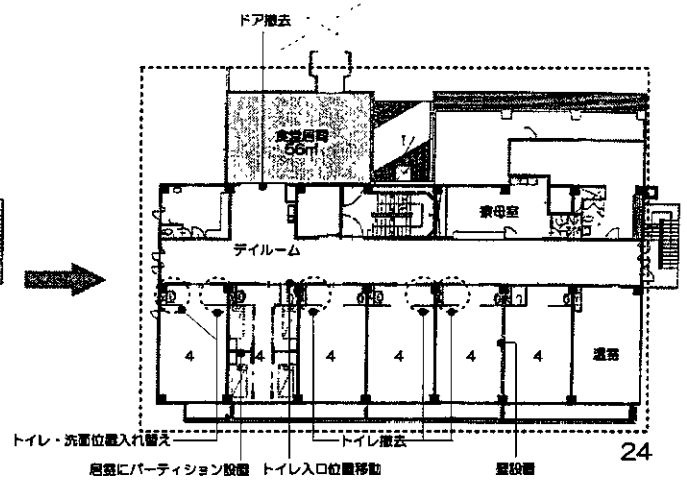 ドア撤去
食堂居間
56㎡
寮母室
デイルーム
4
4
4
4
4
4
トイレ・洗面位置入れ替え
トイレ撤去
24
居室にパーティション設置
トイレ入口位置移動
壁設置